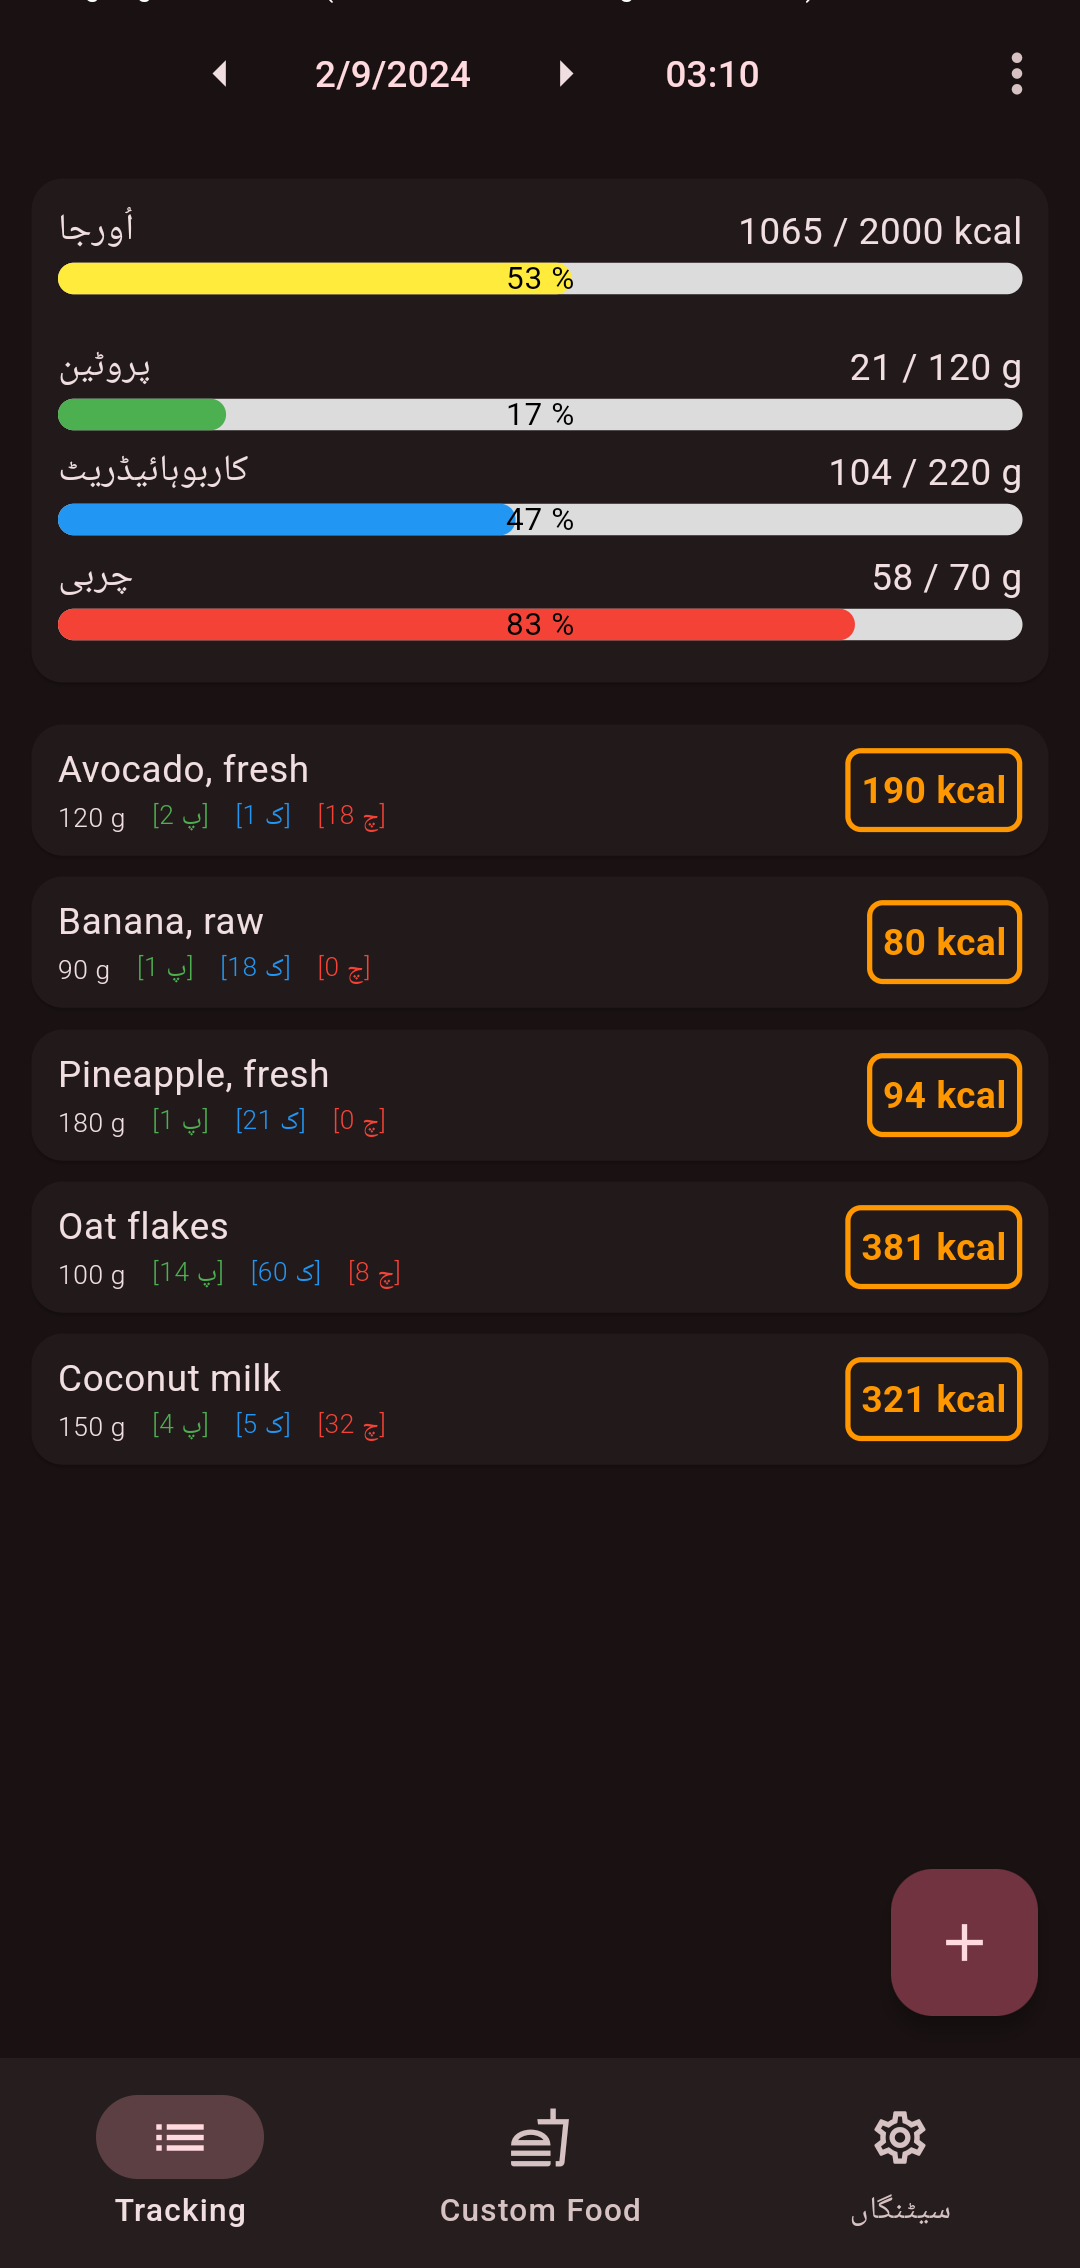 2/9/2024 03:10
اُورجا 1065 / 2000 kcal
53 %
پروٹین 21 / 120 g
17 %
کاربوہائیڈریٹ 104 / 220 g
47 %
چربی 58 / 70 g
83 %
Avocado, fresh
190 kcal
120 g [2 پ] [1 ک] [18 چ]
Banana, raw
80 kcal
90 g [1 پ] [18 ک] [0 چ]
Pineapple, fresh
94 kcal
180 g [1 پ] [21 ک] [0 چ]
Oat flakes
381 kcal
100 g [14 پ] [60 ک] [8 چ]
Coconut milk
321 kcal
150 g [4 پ] [5 ک] [32 چ]
Tracking Custom Food سیٹنگاں